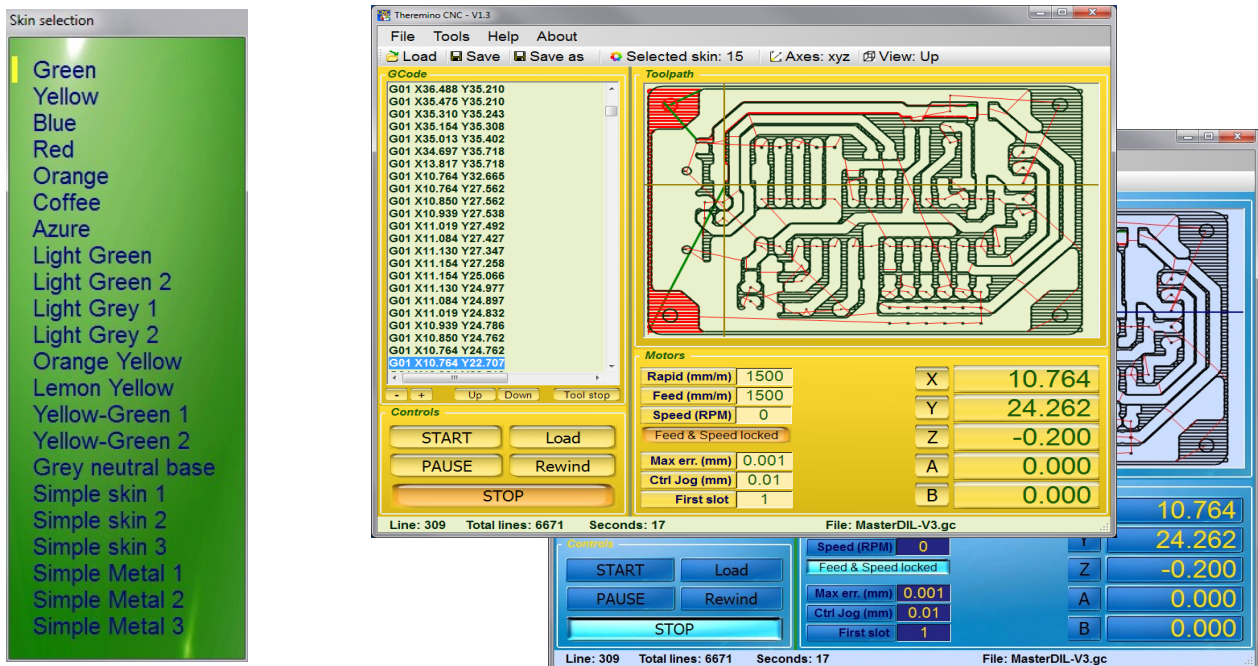 Skin selection
Green
Yellow
Blue
Red
Orange
Coffee
Azure
Light Green
Light Green 2
Light Grey 1
Light Grey 2
Orange Yellow
Lemon Yellow
Yellow-Green 1
Yellow-Green 2
Grey neutral base
Simple skin 1
Simple skin 2
Simple skin 3
Simple Metal 1
Simple Metal 2
Simple Metal 3
Theremino CNC - V1.3
File Tools Help About
Load Save Save as Selected skin: 15 Axes: xyz View: Up
GCode
G01 X36.488 Y35.210
G01 X35.475 Y35.210
G01 X35.310 Y35.243
G01 X35.154 Y35.308
G01 X35.013 Y35.402
G01 X34.697 Y35.718
G01 X13.817 Y35.718
G01 X10.764 Y32.665
G01 X10.764 Y27.562
G01 X10.850 Y27.562
G01 X10.939 Y27.538
G01 X11.019 Y27.492
G01 X11.084 Y27.427
G01 X11.130 Y27.347
G01 X11.154 Y27.258
G01 X11.154 Y25.066
G01 X11.130 Y24.977
G01 X11.084 Y24.897
G01 X11.019 Y24.832
G01 X10.939 Y24.786
G01 X10.850 Y24.762
G01 X10.764 Y24.762
G01 X10.764 Y22.707
- + Up Down Tool stop
Controls
START Load
PAUSE Rewind
STOP
Toolpath
Motors
Rapid (mm/m) 1500
Feed (mm/m) 1500
Speed (RPM) 0
Feed & Speed locked
Max err. (mm) 0.001
Ctrl Jog (mm) 0.01
First slot 1
X 10.764
Y 24.262
Z -0.200
A 0.000
B 0.000
Line: 309 Total lines: 6671 Seconds: 17 File: MasterDIL-V3.gc
Controls
START Load
PAUSE Rewind
STOP
Speed (RPM) 0
Feed & Speed locked
Max err. (mm) 0.001
Ctrl Jog (mm) 0.01
First slot 1
10.764
Y 24.262
Z -0.200
A 0.000
B 0.000
Line: 309 Total lines: 6671 Seconds: 17 File: MasterDIL-V3.gc